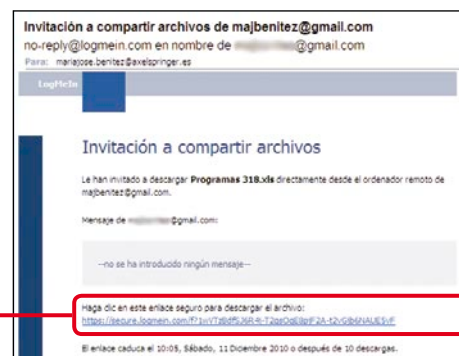 Invitación a compartir archivos de majbenitez@gmail.com
no-reply@logmein.com en nombre de @gmail.com
Para: mariajose.benitez@axelspringer.es
LogMeIn
Invitación a compartir archivos
Le han invitado a descargar Programas 318.xls directamente desde el ordenador remoto de
majbenitez@gmail.com.
Mensaje de @gmail.com:
--no se ha introducido ningún mensaje--
Haga clic en este enlace seguro para descargar el archivo:
El enlace caduca el 10:05, Sábado, 11 Diciembre 2010 o después de 10 descargas.